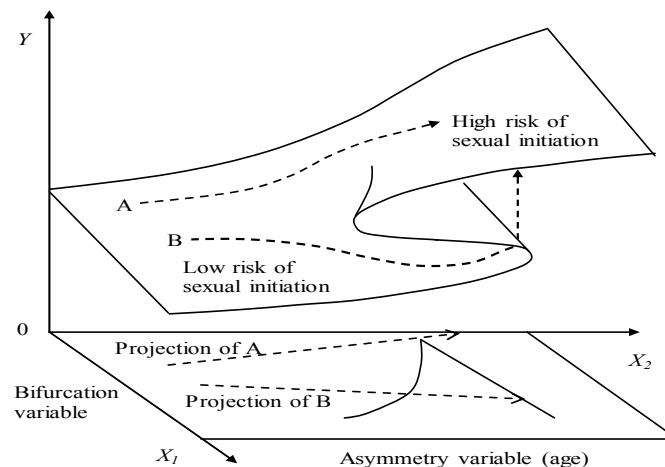 Y
High risk of
sexual initiation
A
B
Low risk of
sexual initiation
0
Projection of A
X2
Bifurcation
variable
Projection of B
X1
Asymmetry variable (age)